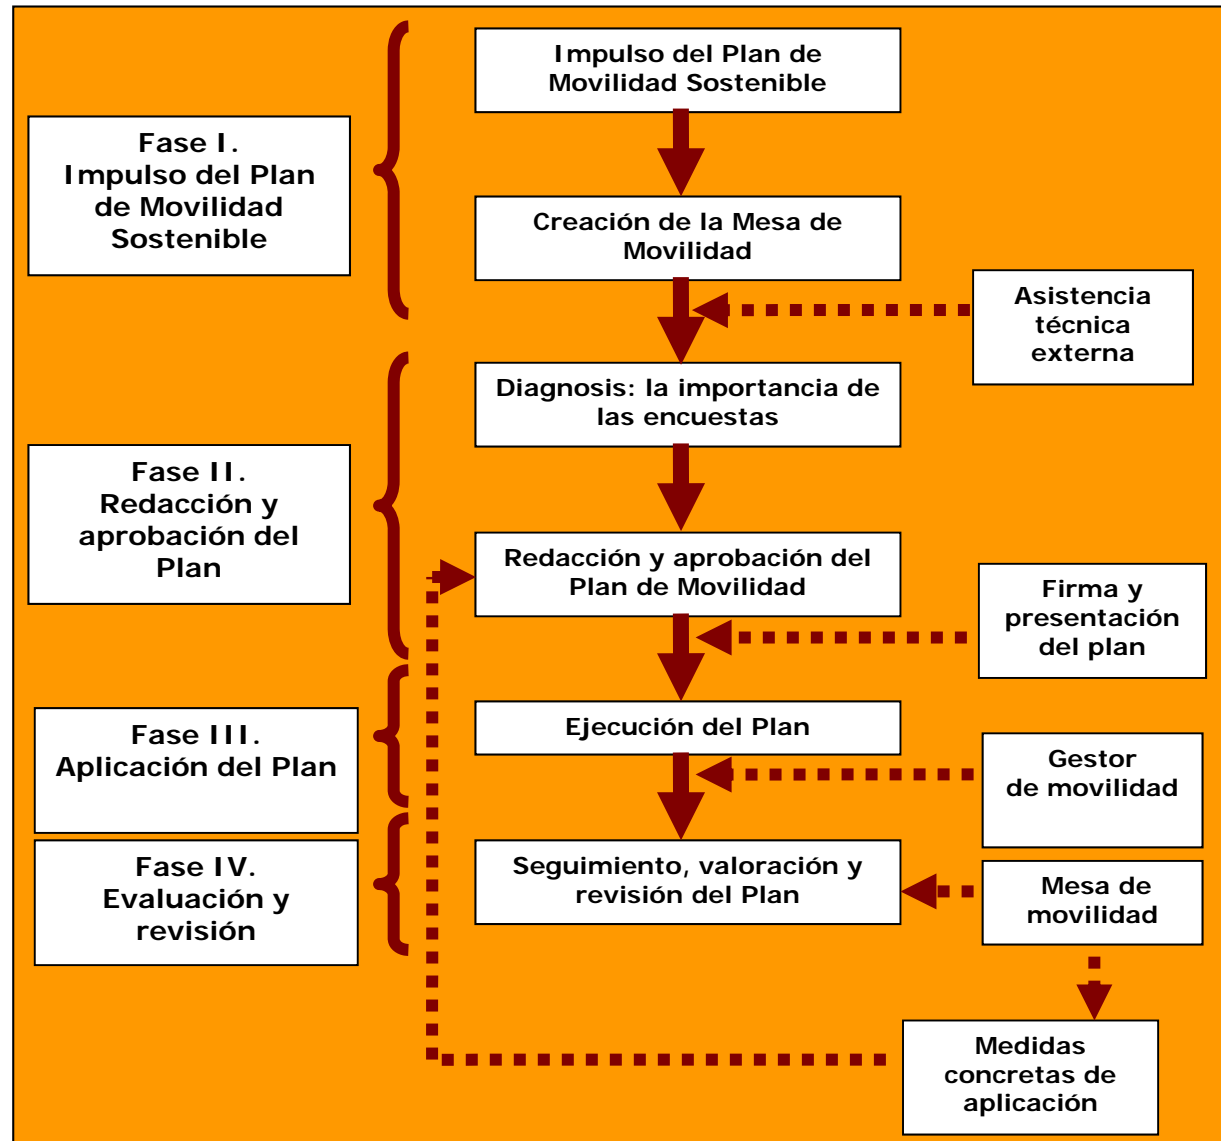 Impulso del Plan de
Movilidad Sostenible
Fase I.
Impulso del Plan
de Movilidad
Sostenible
Creación de la Mesa de
Movilidad
Asistencia
técnica
externa
Diagnosis: la importancia de
las encuestas
Fase II.
Redacción y
aprobación del
Plan
Redacción y aprobación del
Plan de Movilidad
Firma y
presentación
del plan
Fase III.
Aplicación del Plan
Ejecución del Plan
Gestor
de movilidad
Fase IV.
Evaluación y
revisión
Seguimiento, valoración y
revisión del Plan
Mesa de
movilidad
Medidas
concretas de
aplicación